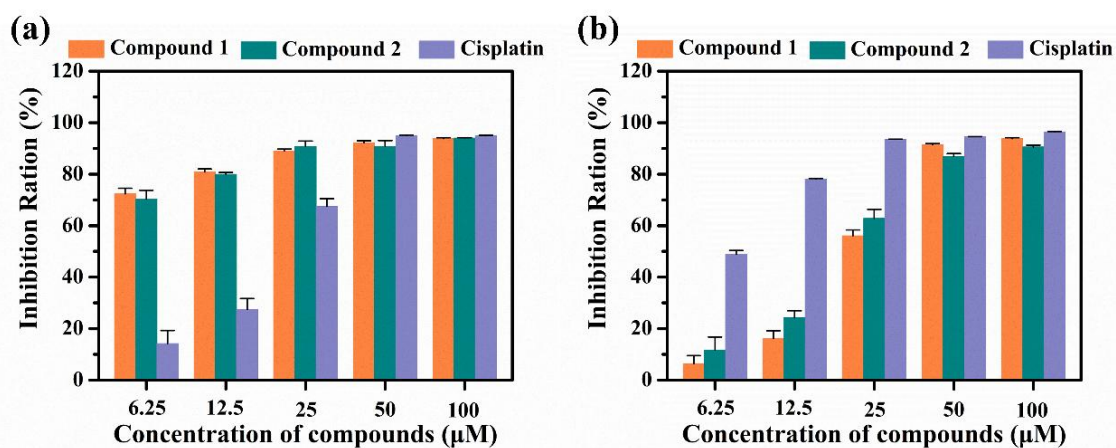 (a)
Compound 1 Compound 2 Cisplatin
Inhibition Ration (%)
120
100
80
60
40
20
0
6.25 12.5 25 50 100
Concentration of compounds (μM)
(b)
Compound 1 Compound 2 Cisplatin
Inhibition Ration (%)
120
100
80
60
40
20
0
6.25 12.5 25 50 100
Concentration of compounds (μM)